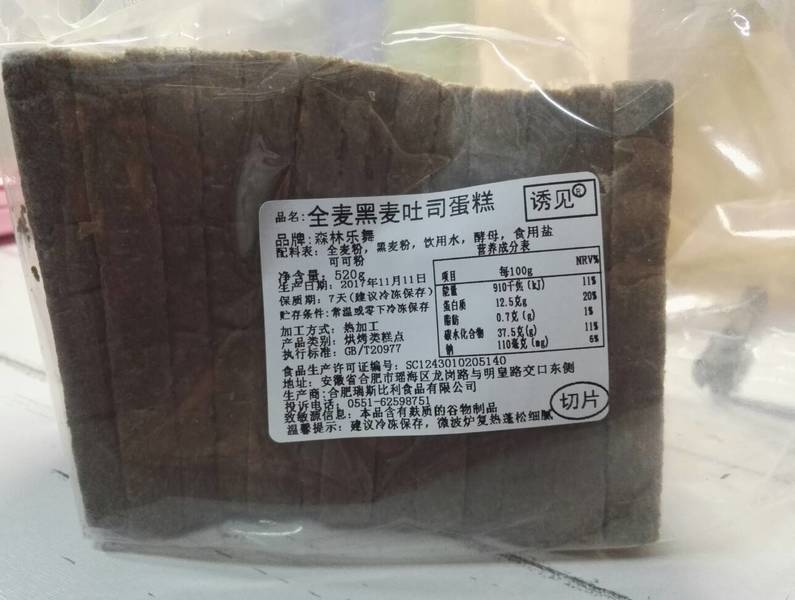 品名:全麦黑麦吐司蛋糕
诱见®
品牌:森林乐舞
配料表: 全麦粉, 黑麦粉, 饮用水, 酵母, 食用盐
可可粉
净含量: 520g
生产日期: 2017年11月11日
保质期: 7天(建议冷冻保存)
贮存条件:常温或零下冷冻保存
加工方式: 热加工
产品类别: 烘烤类糕点
执行标准: GB/T20977
营养成分表
项目 每100g NRV%
能量 910千焦(kJ) 11%
蛋白质 12.5克g 20%
脂肪 0.7克(g) 1%
碳水化合物 37.5克(g) 11%
钠 110毫克(mg) 6%
食品生产许可证编号: SC1243010205140
地址: 安徽省合肥市瑶海区龙岗路与明皇路交口东侧
生产商:合肥瑞斯比利食品有限公司
投诉电话: 0551-62598751
致敏源信息: 本品含有麸质的谷物制品
温馨提示: 建议冷冻保存, 微波炉复热蓬松细腻
切片